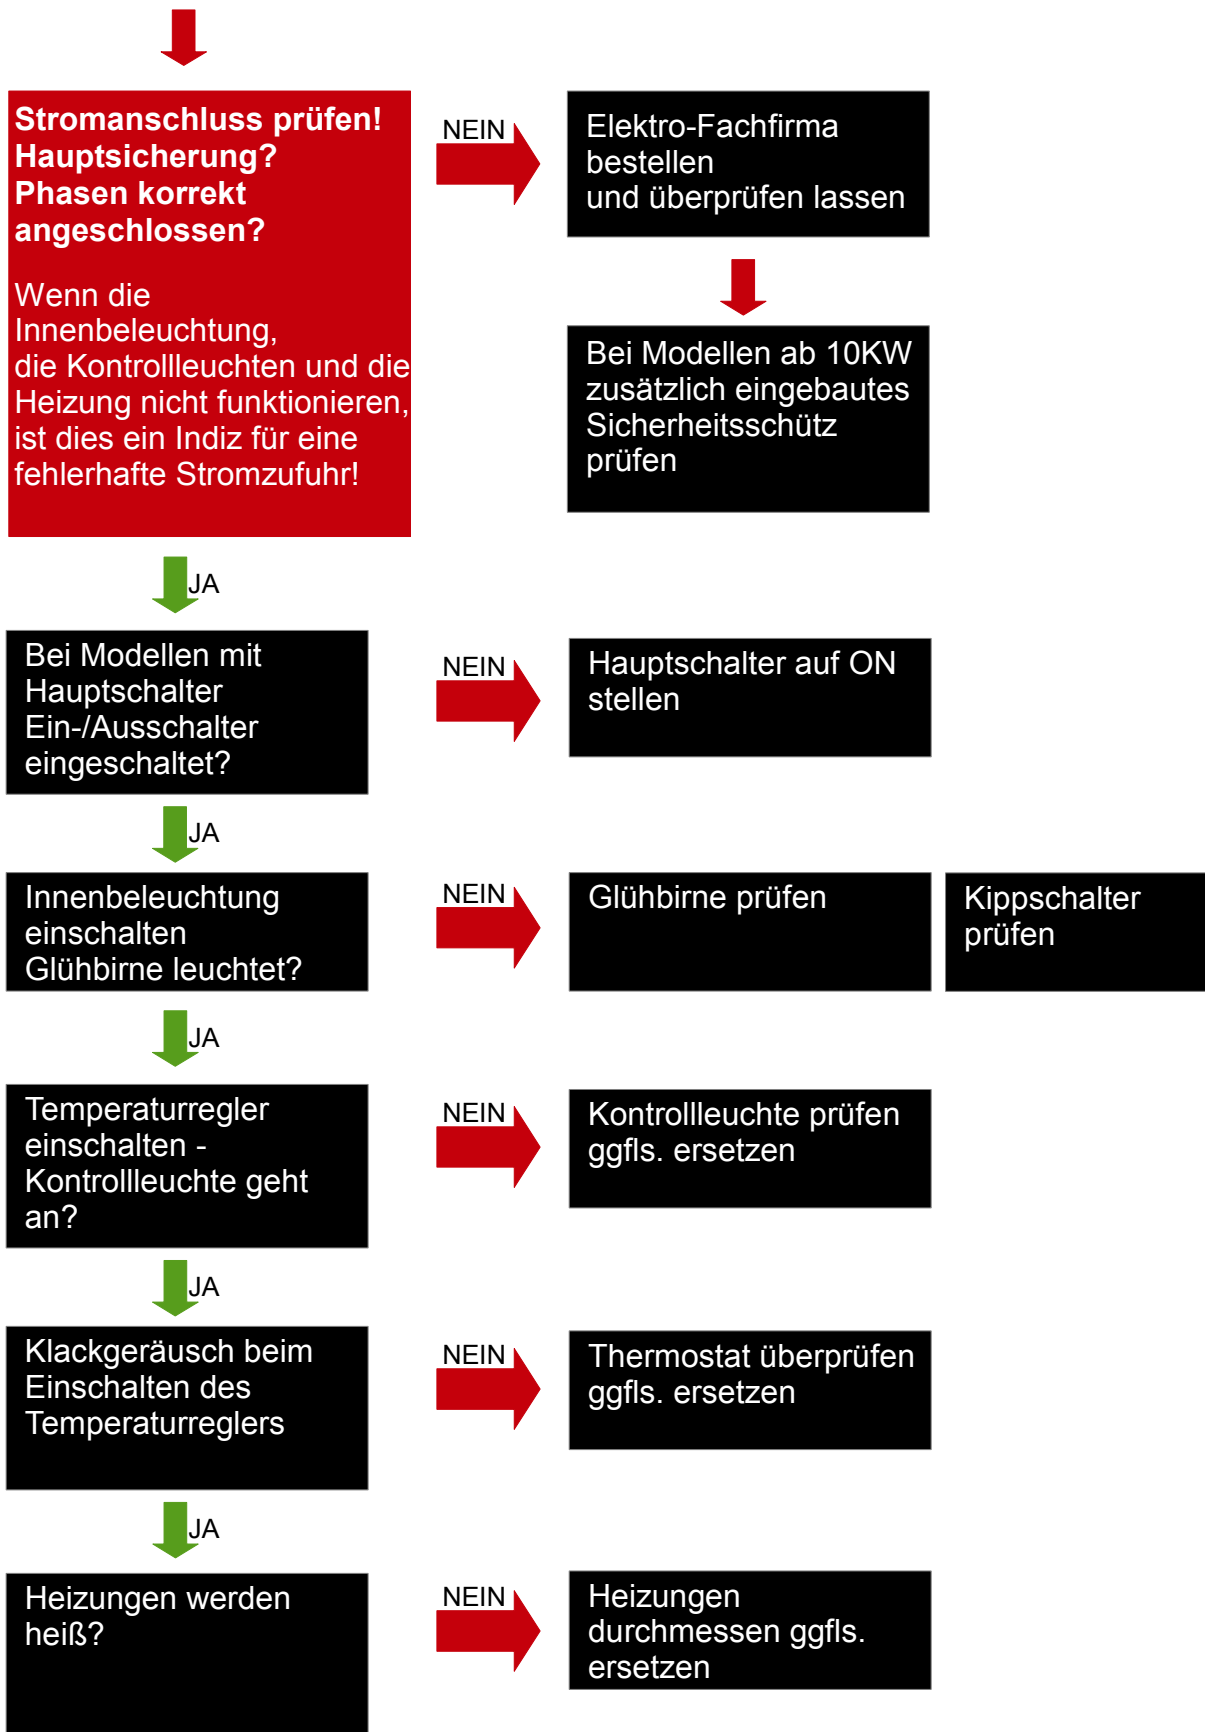 Stromanschluss prüfen!
Hauptsicherung?
Phasen korrekt
angeschlossen?
Wenn die
Innenbeleuchtung,
die Kontrollleuchten und die
Heizung nicht funktionieren,
ist dies ein Indiz für eine
fehlerhafte Stromzufuhr!
NEIN
Elektro-Fachfirma
bestellen
und überprüfen lassen
Bei Modellen ab 10KW
zusätzlich eingebautes
Sicherheitsschütz
prüfen
JA
Bei Modellen mit
Hauptschalter
Ein-/Ausschalter
eingeschaltet?
NEIN
Hauptschalter auf ON
stellen
JA
Innenbeleuchtung
einschalten
Glühbirne leuchtet?
NEIN
Glühbirne prüfen
Kippschalter
prüfen
JA
Temperaturregler
einschalten -
Kontrollleuchte geht
an?
NEIN
Kontrollleuchte prüfen
ggfls. ersetzen
JA
Klackgeräusch beim
Einschalten des
Temperaturreglers
NEIN
Thermostat überprüfen
ggfls. ersetzen
JA
Heizungen werden
heiß?
NEIN
Heizungen
durchmessen ggfls.
ersetzen